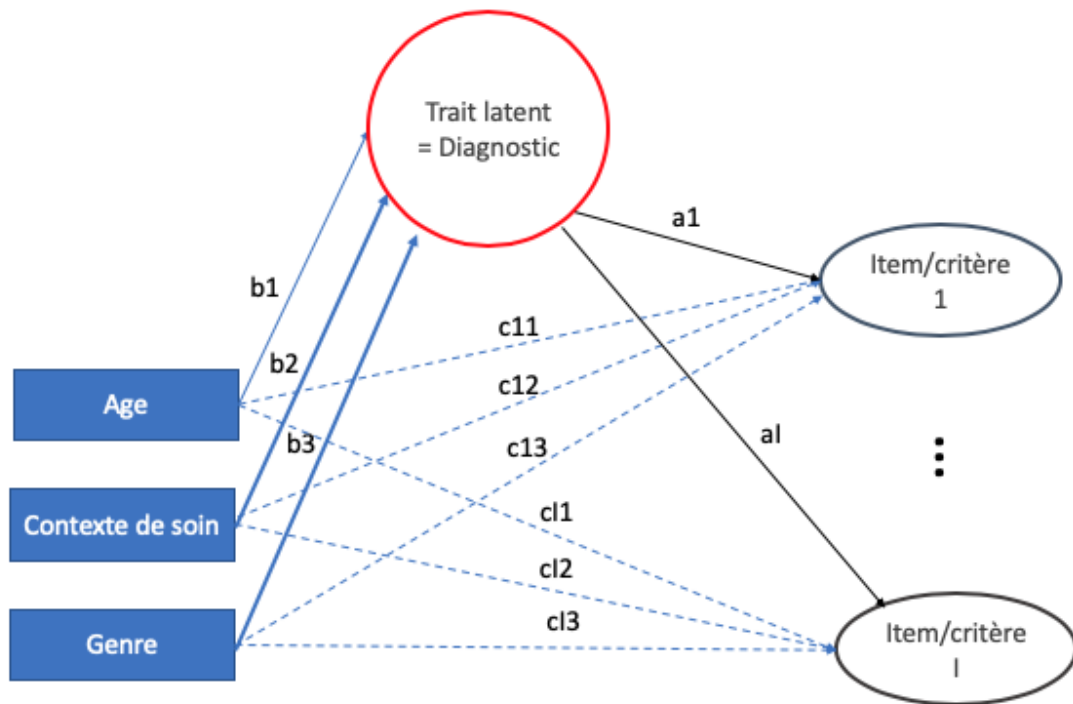 Trait latent
= Diagnostic
a1
Item/critère
1
b1
c11
b2
c12
Age
b3
c13
al
Contexte de soin
cl1
cl2
cl3
Genre
Item/critère
I